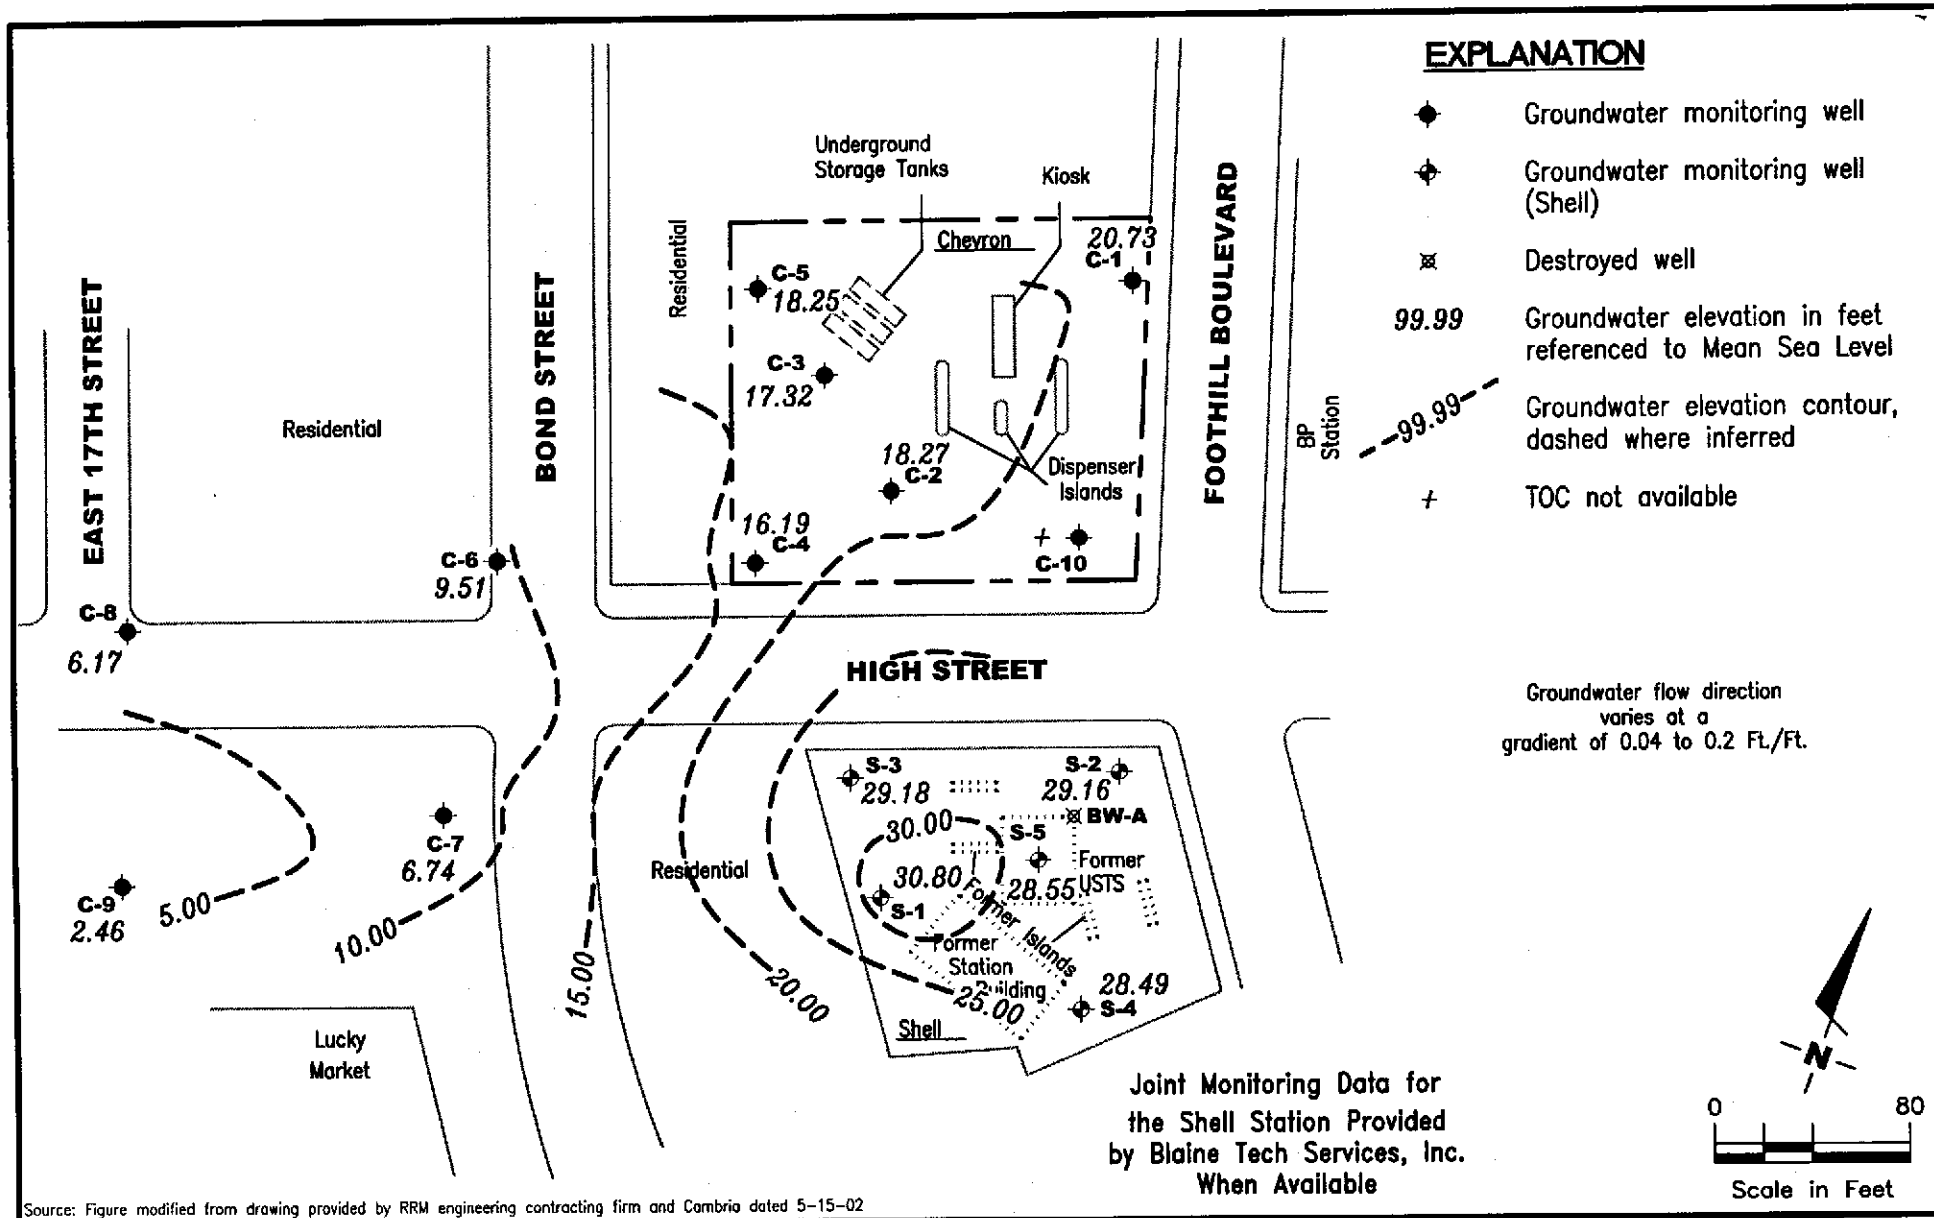 EXPLANATION
Groundwater monitoring well
Groundwater monitoring well
(Shell)
Destroyed well
99.99
Groundwater elevation in feet
referenced to Mean Sea Level
99.99
Groundwater elevation contour,
dashed where inferred
TOC not available
Groundwater flow direction
varies at a
gradient of 0.04 to 0.2 Ft./Ft.
Underground
Storage Tanks
Kiosk
Residential
Chevron
20.73
C-1
C-5
18.25
C-3
17.32
18.27
C-2
Dispenser
Islands
16.19
C-4
C-10
EAST 17TH STREET
BOND STREET
FOOTHILL BOULEVARD
BP
Station
Residential
C-6
9.51
C-8
6.17
HIGH STREET
S-3
29.18
S-2
29.16
BW-A
30.00
S-5
28.55
Former
USTS
30.80
S-1
Former Islands
Former
Station
Building
28.49
S-4
25.00
Shell
Residential
C-7
6.74
C-9
2.46
5.00
10.00
15.00
20.00
Lucky
Market
Joint Monitoring Data for
the Shell Station Provided
by Blaine Tech Services, Inc.
When Available
N
0 80
Scale in Feet
Source: Figure modified from drawing provided by RRM engineering contracting firm and Cambria dated 5-15-02